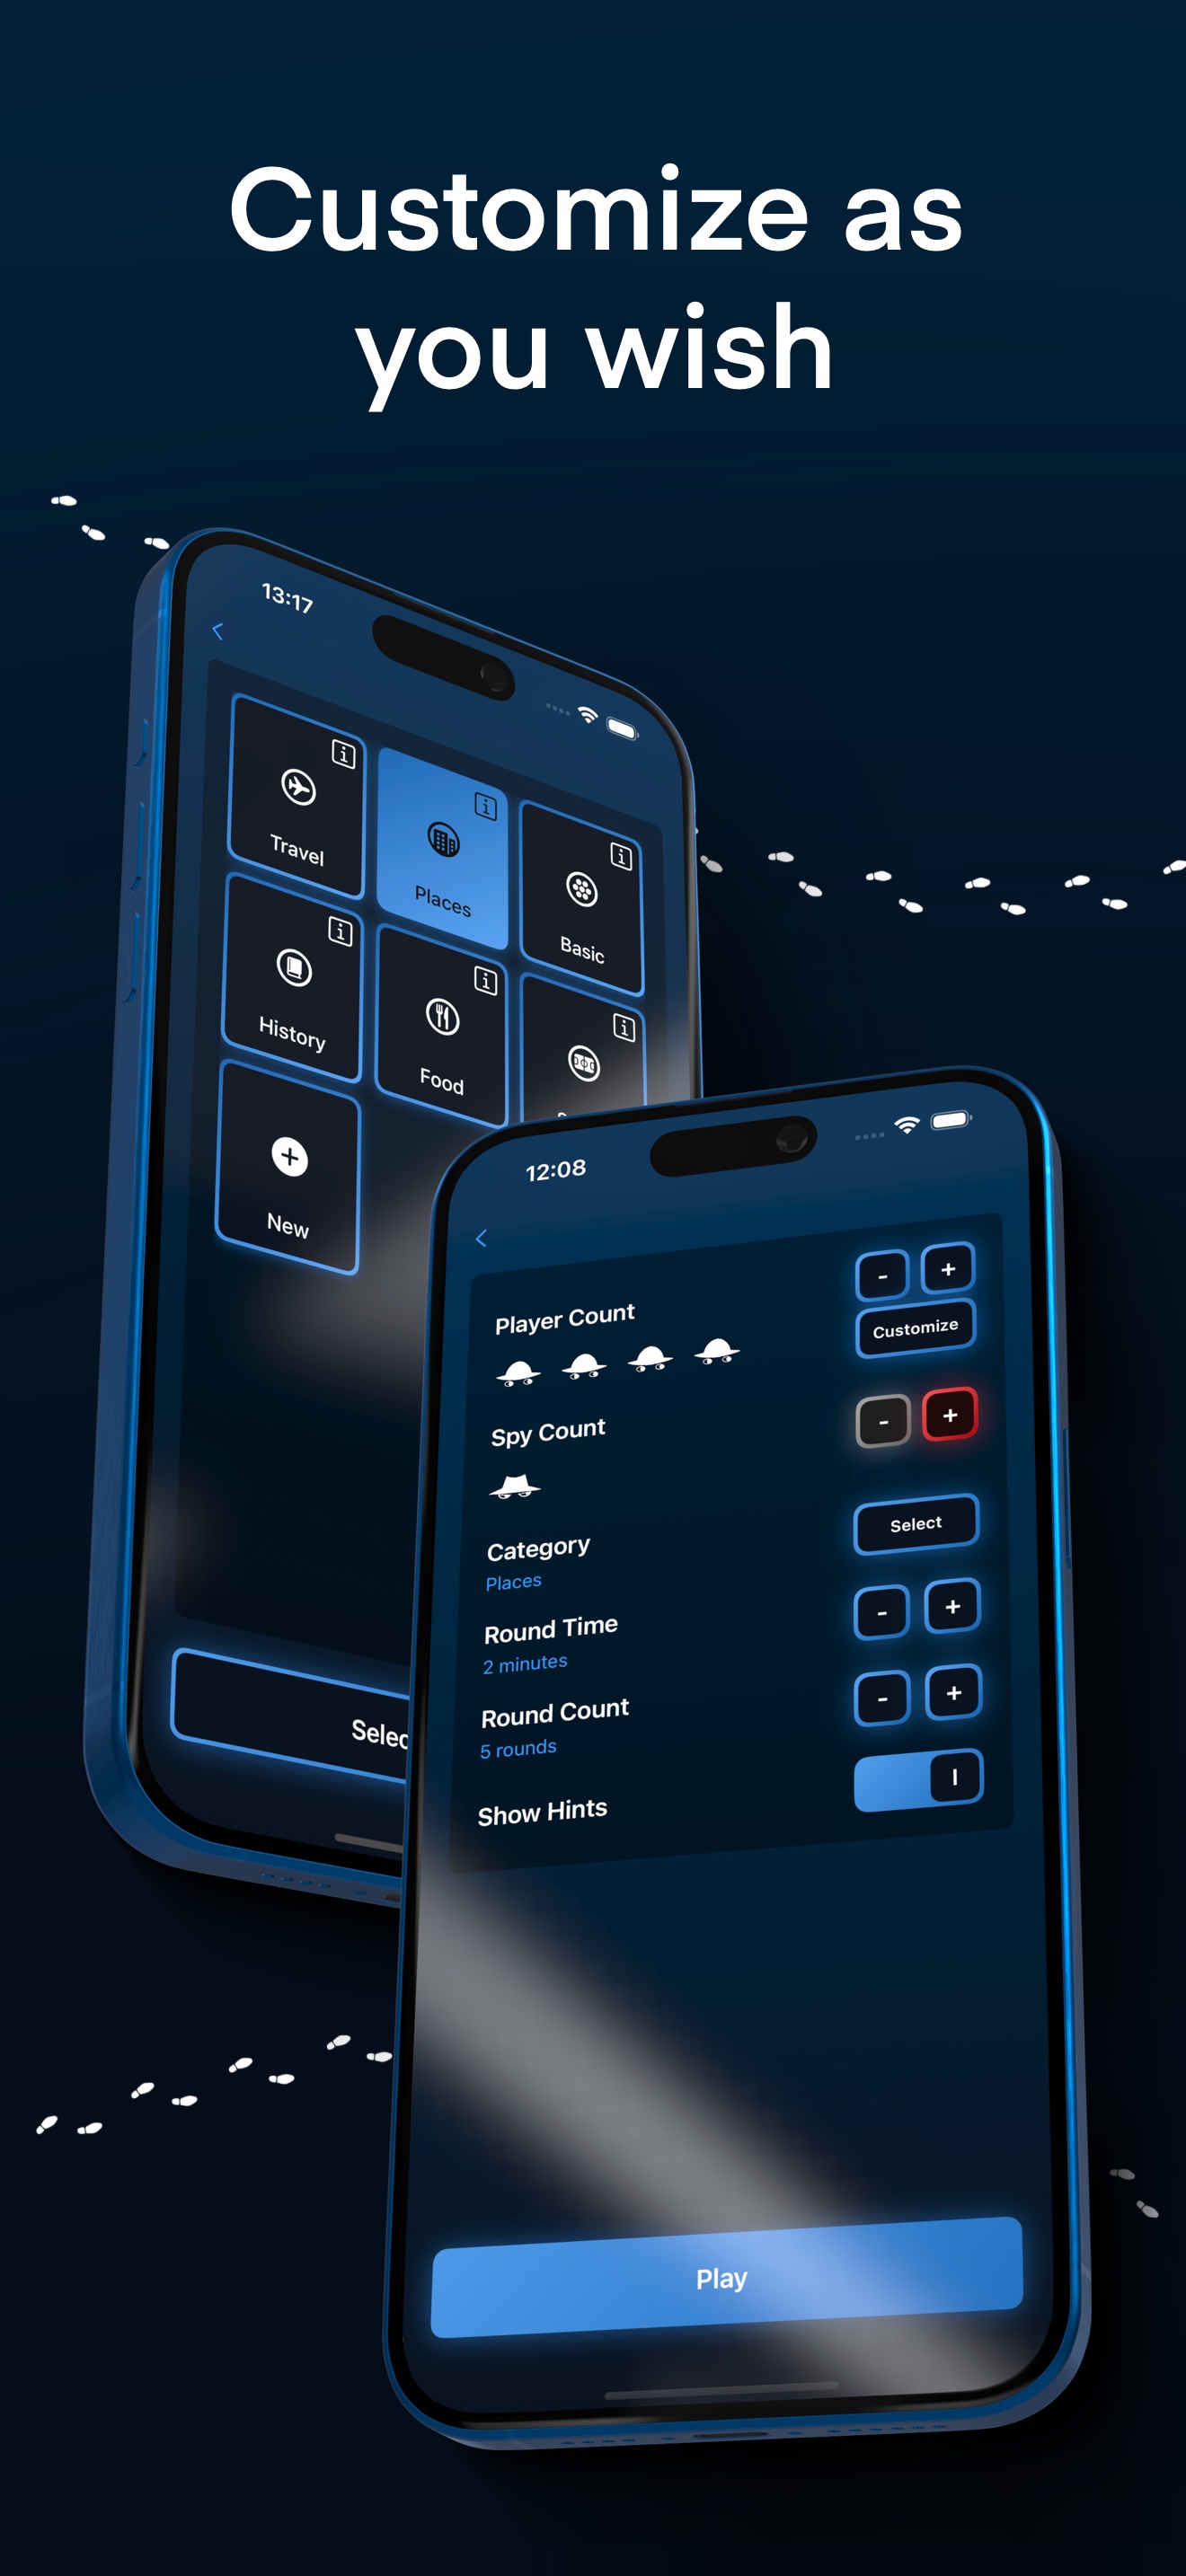 Customize as
you wish
13:17
Travel
Places
Basic
History
Food
New
12:08
Player Count
- +
Customize
Spy Count
- +
Category
Select
Places
Round Time
- +
2 minutes
Round Count
- +
5 rounds
Show Hints
Play